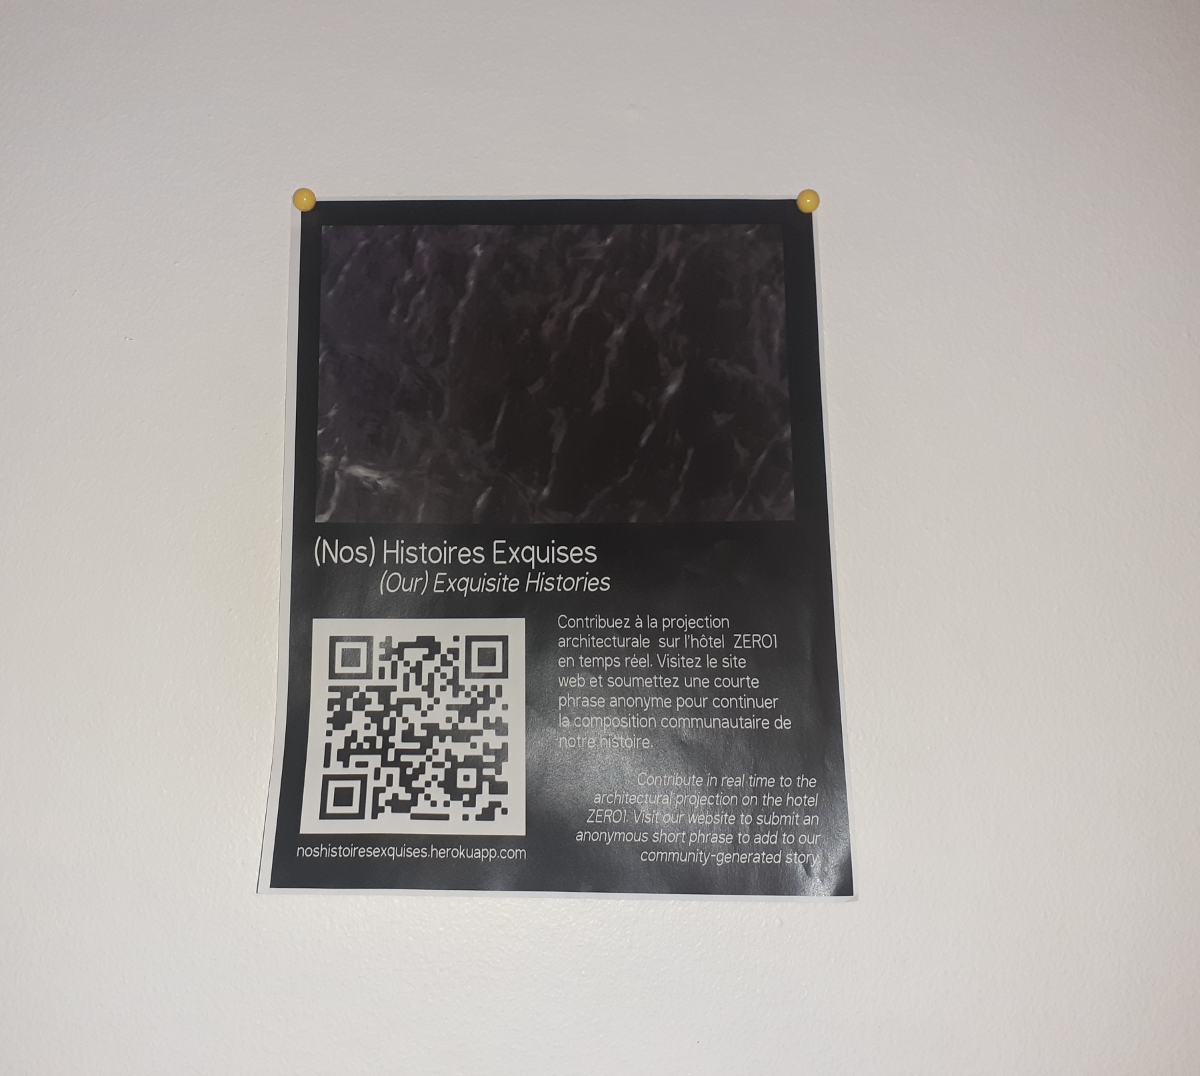 (Nos) Histoires Exquises
(Our) Exquisite Histories
Contribuez à la projection
architecturale sur l'hôtel ZERO1
en temps réel. Visitez le site
web et soumettez une courte
phrase anonyme pour continuer
la composition communautaire de
notre histoire.
Contribute in real time to the
architectural projection on the hotel
ZERO1. Visit our website to submit an
anonymous short phrase to add to our
community-generated story.
noshistoiresexquises.herokuapp.com